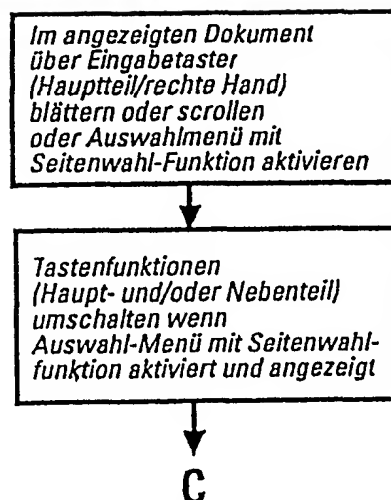 Im angezeigten Dokument
über Eingabetaster
(Hauptteil/rechte Hand)
blättern oder scrollen
oder Auswahlmenü mit
Seitenwahl-Funktion aktivieren
Tastenfunktionen
(Haupt- und/oder Nebenteil)
umschalten wenn
Auswahl-Menü mit Seitenwahl-
funktion aktiviert und angezeigt
C